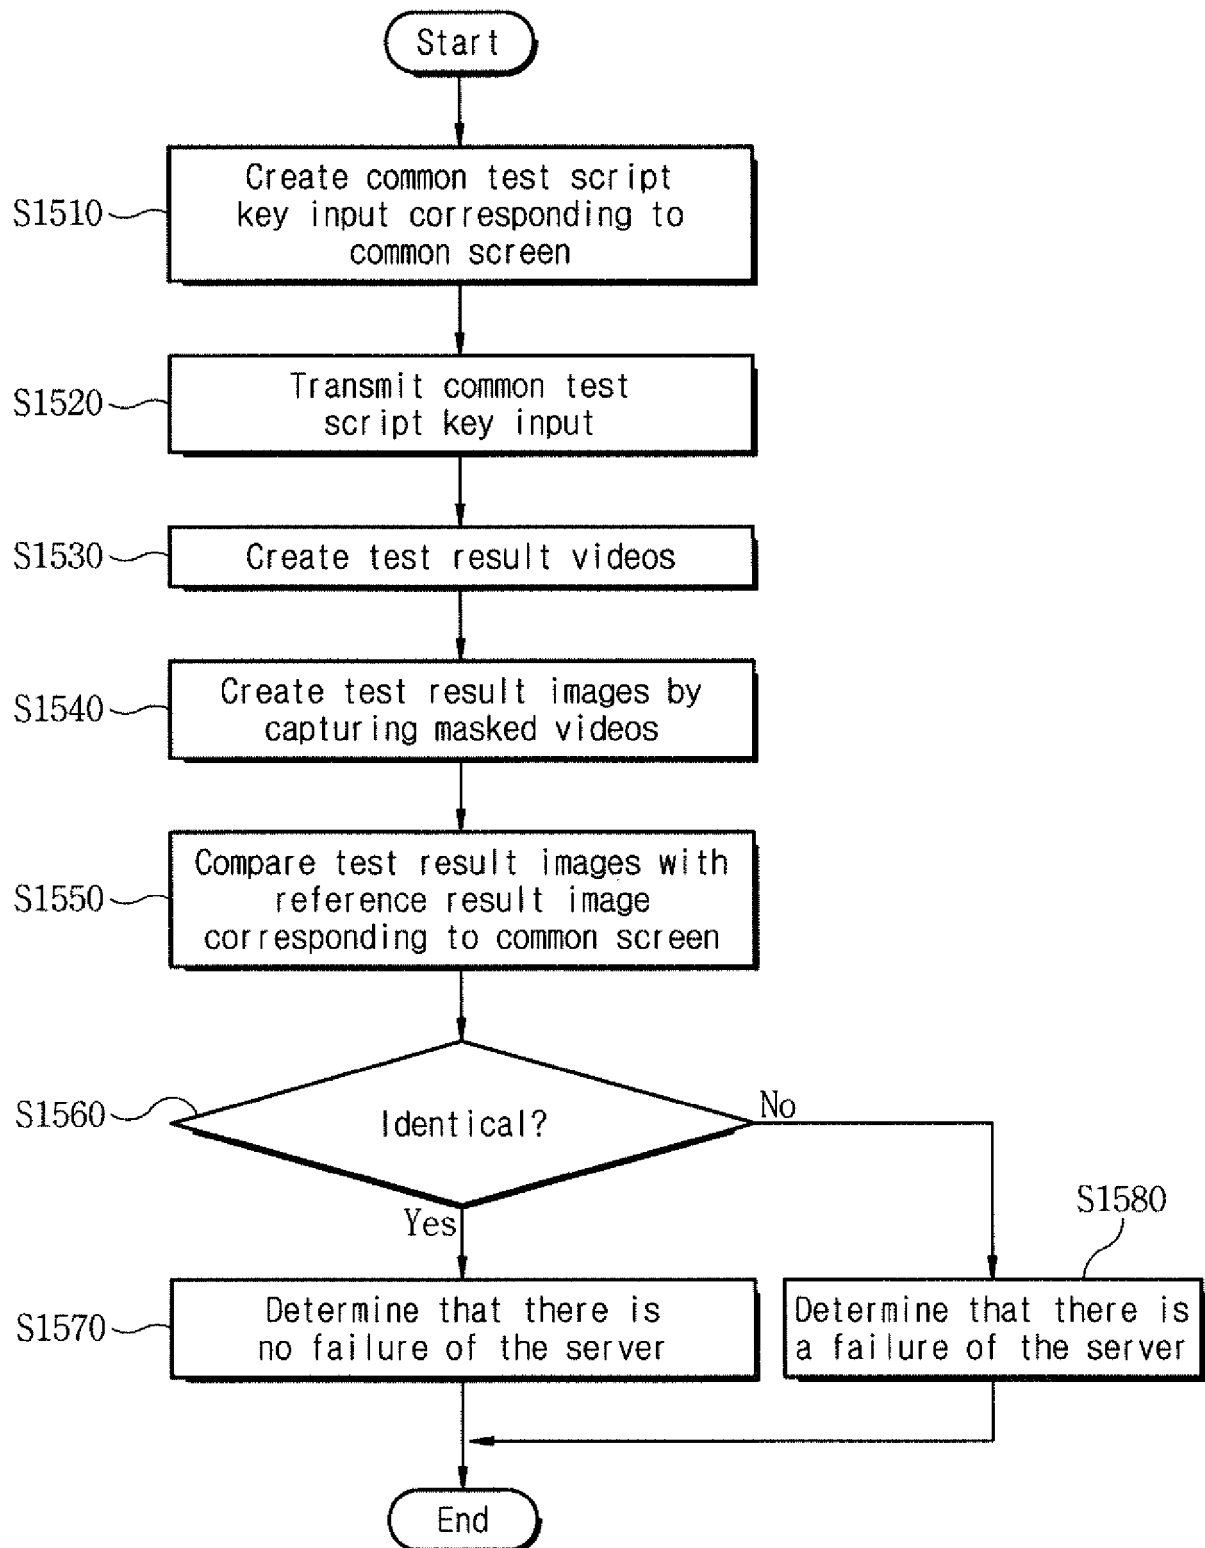 Start
S1510
Create common test script
key input corresponding to
common screen
S1520
Transmit common test
script key input
S1530
Create test result videos
S1540
Create test result images by
capturing masked videos
S1550
Compare test result images with
reference result image
corresponding to common screen
S1560
Identical?
No
Yes
S1580
S1570
Determine that there is
no failure of the server
Determine that there is
a failure of the server
End